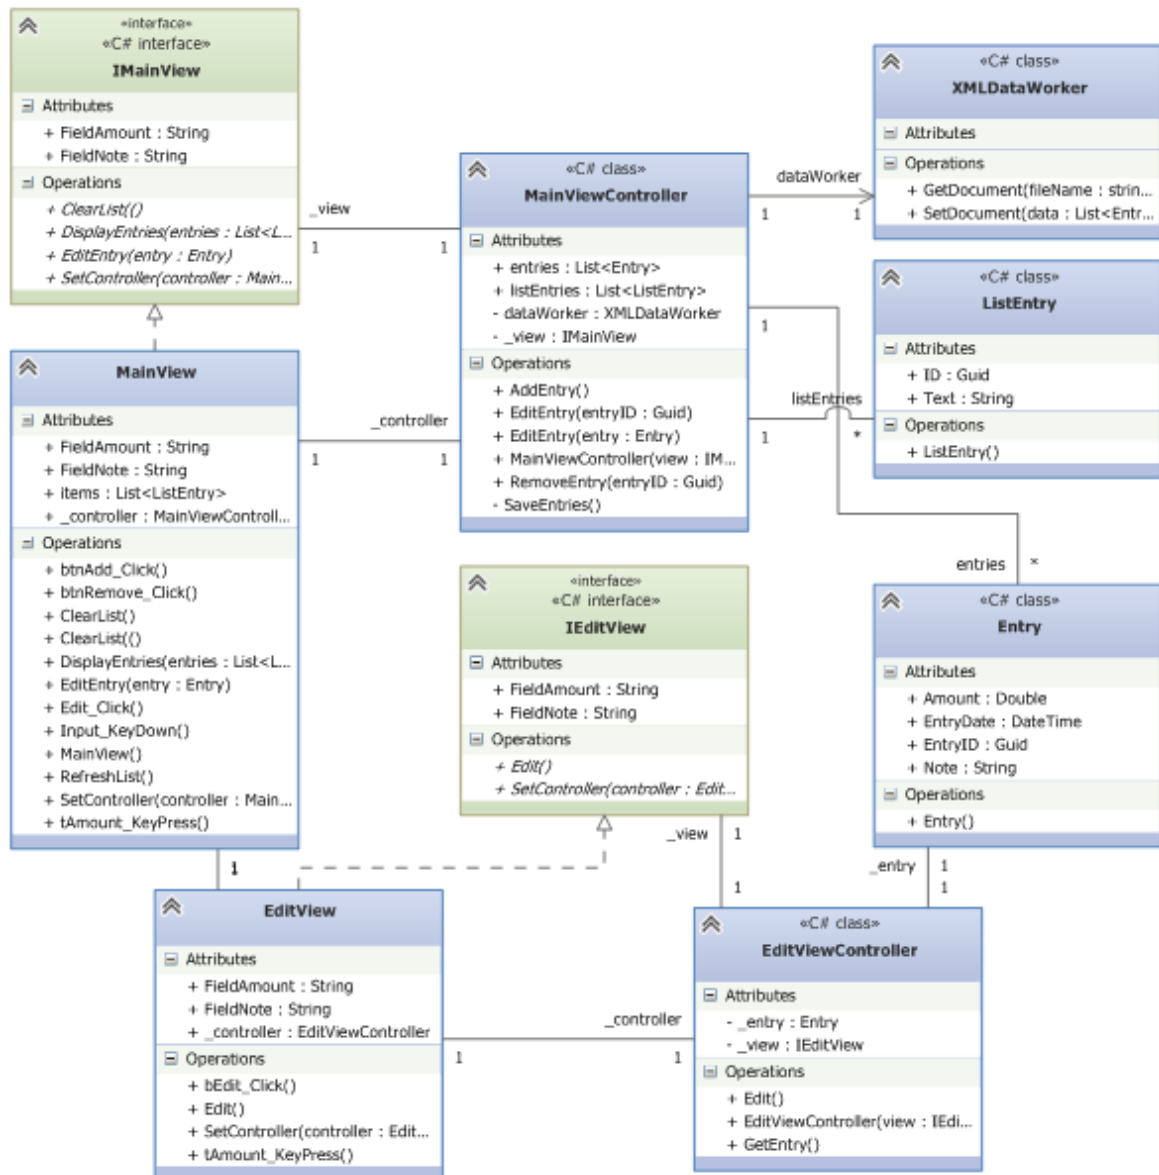 «interface»
«C# interface»
IMainView
Attributes
+ FieldAmount : String
+ FieldNote : String
Operations
+ ClearList(()
+ DisplayEntries(entries : List<L...
+ EditEntry(entry : Entry)
+ SetController(controller : Main...
_view
1
1
«C# class»
MainViewController
Attributes
+ entries : List<Entry>
+ listEntries : List<ListEntry>
- dataWorker : XMLDataWorker
- _view : IMainView
Operations
+ AddEntry()
+ EditEntry(entryID : Guid)
+ EditEntry(entry : Entry)
+ MainViewController(view : IM...
+ RemoveEntry(entryID : Guid)
- SaveEntries()
dataWorker
1
1
«C# class»
XMLDataWorker
Attributes
Operations
+ GetDocument(fileName : strin...
+ SetDocument(data : List<Entr...
«C# class»
ListEntry
Attributes
+ ID : Guid
+ Text : String
Operations
+ ListEntry()
1
listEntries
1
*
entries
*
MainView
Attributes
+ FieldAmount : String
+ FieldNote : String
+ items : List<ListEntry>
+ _controller : MainViewControll...
Operations
+ btnAdd_Click()
+ btnRemove_Click()
+ ClearList()
+ ClearList(()
+ DisplayEntries(entries : List<L...
+ EditEntry(entry : Entry)
+ Edit_Click()
+ Input_KeyDown()
+ MainView()
+ RefreshList()
+ SetController(controller : Main...
+ tAmount_KeyPress()
_controller
1
1
«interface»
«C# interface»
IEditView
Attributes
+ FieldAmount : String
+ FieldNote : String
Operations
+ Edit()
+ SetController(controller : Edit...
«C# class»
Entry
Attributes
+ Amount : Double
+ EntryDate : DateTime
+ EntryID : Guid
+ Note : String
Operations
+ Entry()
_view
1
1
_entry
1
1
1
EditView
Attributes
+ FieldAmount : String
+ FieldNote : String
+ _controller : EditViewController
Operations
+ bEdit_Click()
+ Edit()
+ SetController(controller : Edit...
+ tAmount_KeyPress()
_controller
1
1
«C# class»
EditViewController
Attributes
- _entry : Entry
- _view : IEditView
Operations
+ Edit()
+ EditViewController(view : IEdi...
+ GetEntry()